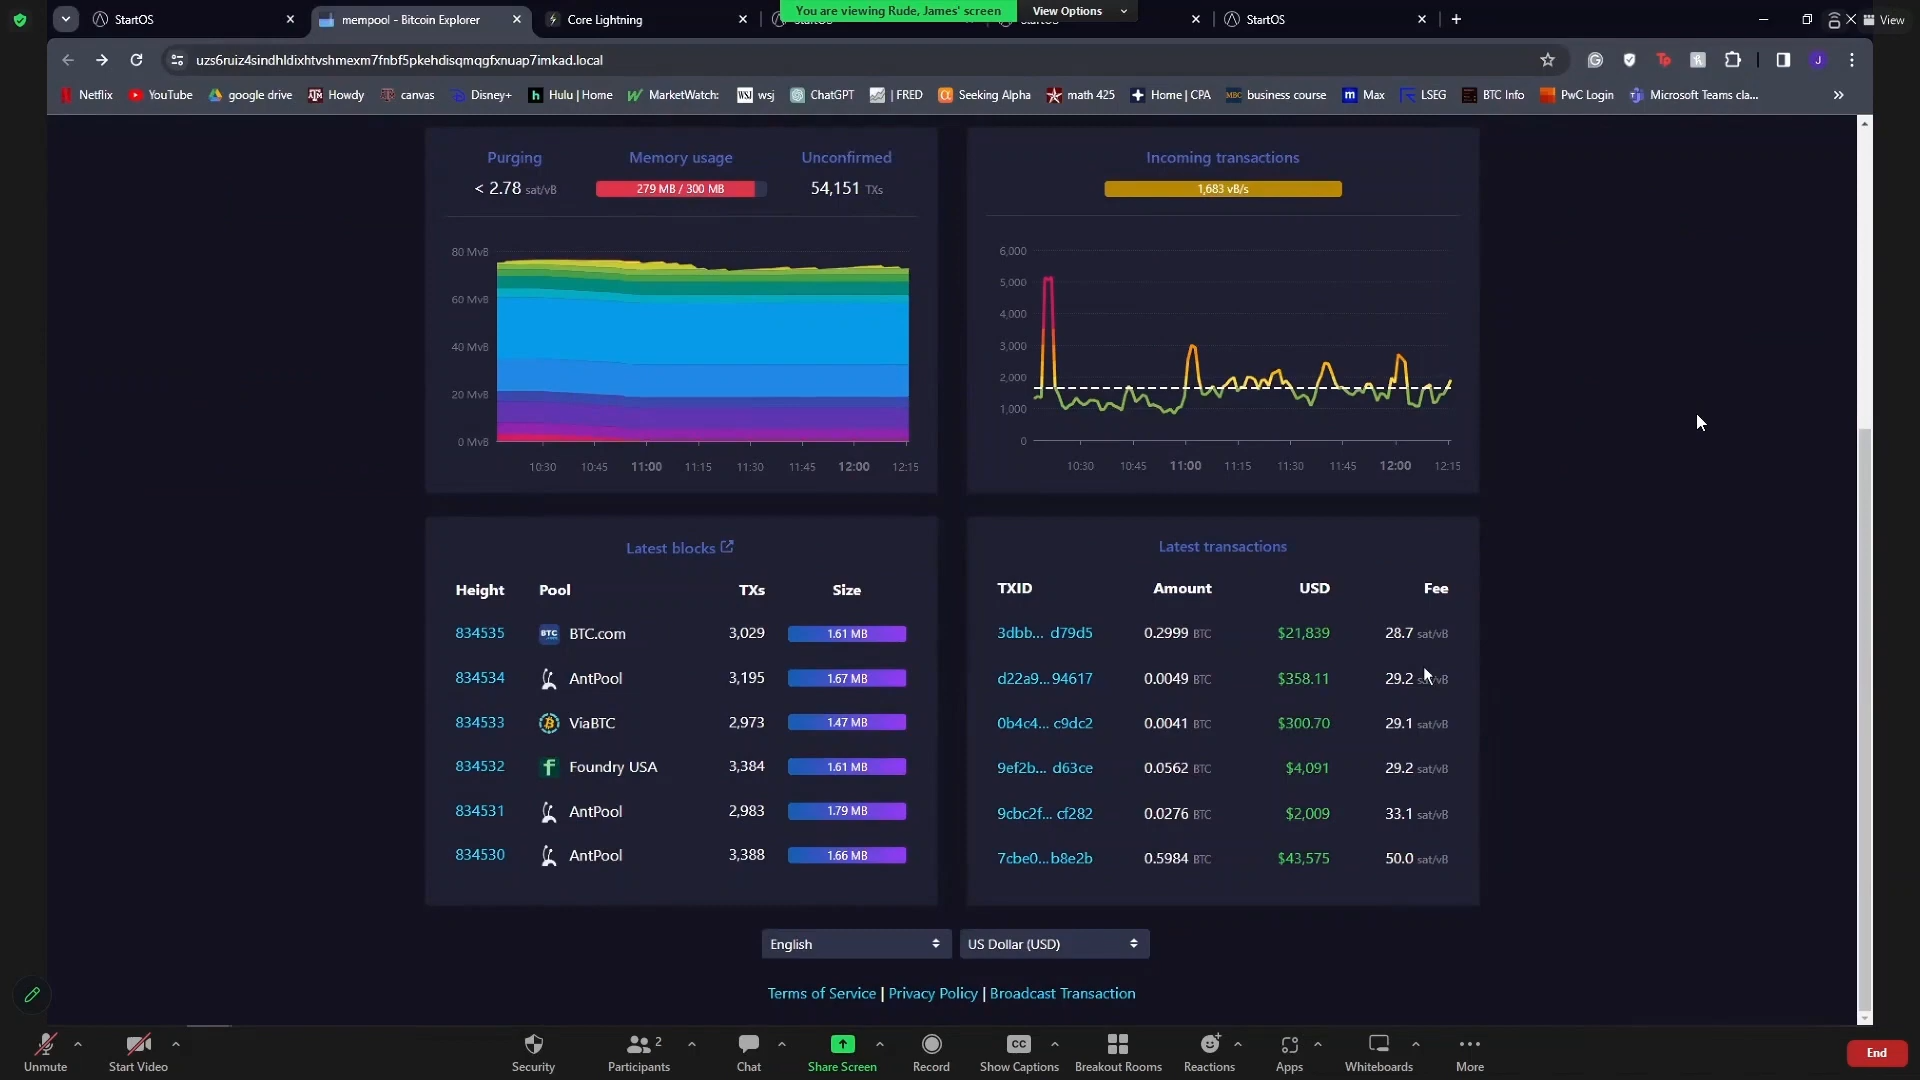 StartOS
mempool - Bitcoin Explorer
Core Lightning
You are viewing Rude, James' screen
View Options
StartOS
View
uzs6ruiz4sindhldixhtvshmexm7fnbf5pkehdisqmqgfxnuap7imkad.local
Netflix YouTube google drive Howdy canvas Disney+ Hulu | Home MarketWatch: wsj ChatGPT | FRED Seeking Alpha math 425 Home | CPA business course Max LSEG BTC Info PwC Login Microsoft Teams cla...
Purging Memory usage Unconfirmed
< 2.78 sat/vB 279 MB / 300 MB 54,151 TXs
80 MvB
60 MvB
40 MvB
20 MvB
0 MvB
10:30 10:45 11:00 11:15 11:30 11:45 12:00 12:15
Incoming transactions
1,683 vB/s
6,000
5,000
4,000
3,000
2,000
1,000
0
10:30 10:45 11:00 11:15 11:30 11:45 12:00 12:15
Latest blocks
Height Pool TXs Size
834535 BTC.com 3,029 1.61 MB
834534 AntPool 3,195 1.67 MB
834533 ViaBTC 2,973 1.47 MB
834532 Foundry USA 3,384 1.61 MB
834531 AntPool 2,983 1.79 MB
834530 AntPool 3,388 1.66 MB
Latest transactions
TXID Amount USD Fee
3dbb... d79d5 0.2999 BTC $21,839 28.7 sat/vB
d22a9... 94617 0.0049 BTC $358.11 29.2 sat/vB
0b4c4... c9dc2 0.0041 BTC $300.70 29.1 sat/vB
9ef2b... d63ce 0.0562 BTC $4,091 29.2 sat/vB
9cbc2f... cf282 0.0276 BTC $2,009 33.1 sat/vB
7cbe0...b8e2b 0.5984 BTC $43,575 50.0 sat/vB
English US Dollar (USD)
Terms of Service | Privacy Policy | Broadcast Transaction
Unmute Start Video Security Participants 2 Chat Share Screen Record Show Captions Breakout Rooms Reactions Apps Whiteboards More End